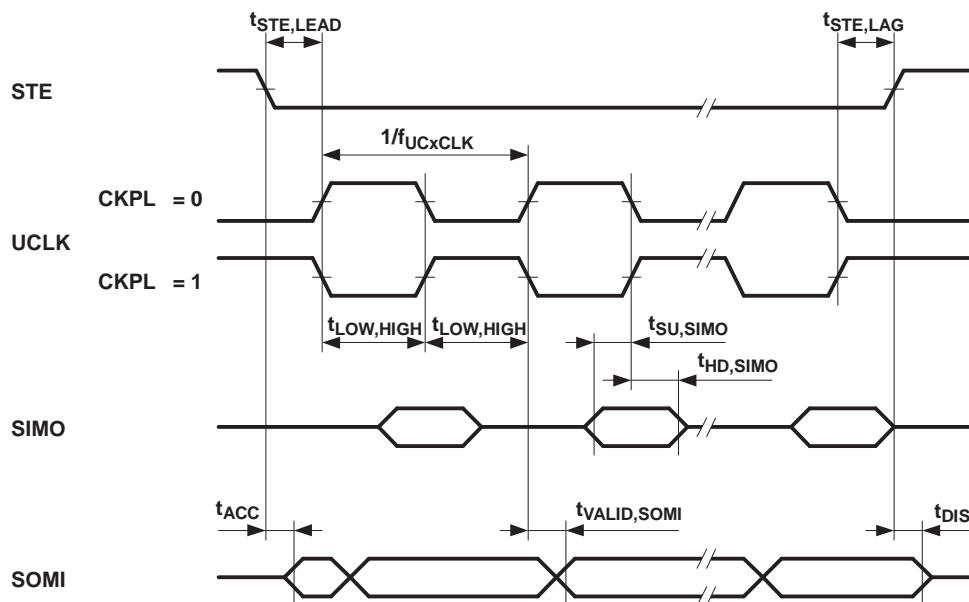 tSTE,LEAD
tSTE,LAG
STE
1/fUCxCLK
CKPL = 0
UCLK
CKPL = 1
tLOW,HIGH tLOW,HIGH
tSU,SIMO
tHD,SIMO
SIMO
tACC
tVALID,SOMI
tDIS
SOMI